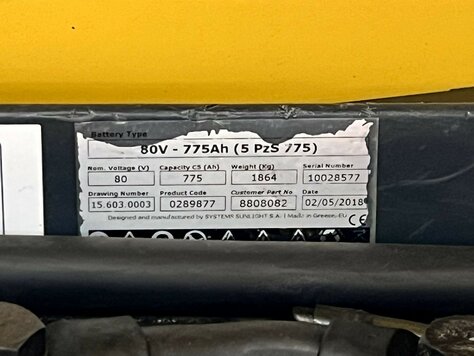 Battery Type
80V - 775Ah (5 PzS 775)
Nom. Voltage (V) Capacity C5 (Ah) Weight (Kg) Serial Number
80 775 1864 10028577
Drawing Number Product Code Customer Part No
15.603.0003 0289877 8808082 02/05/2018
Designed and manufactured by SYSTEMS SUNLIGHT S.A. | Made in Greece-EU
CE